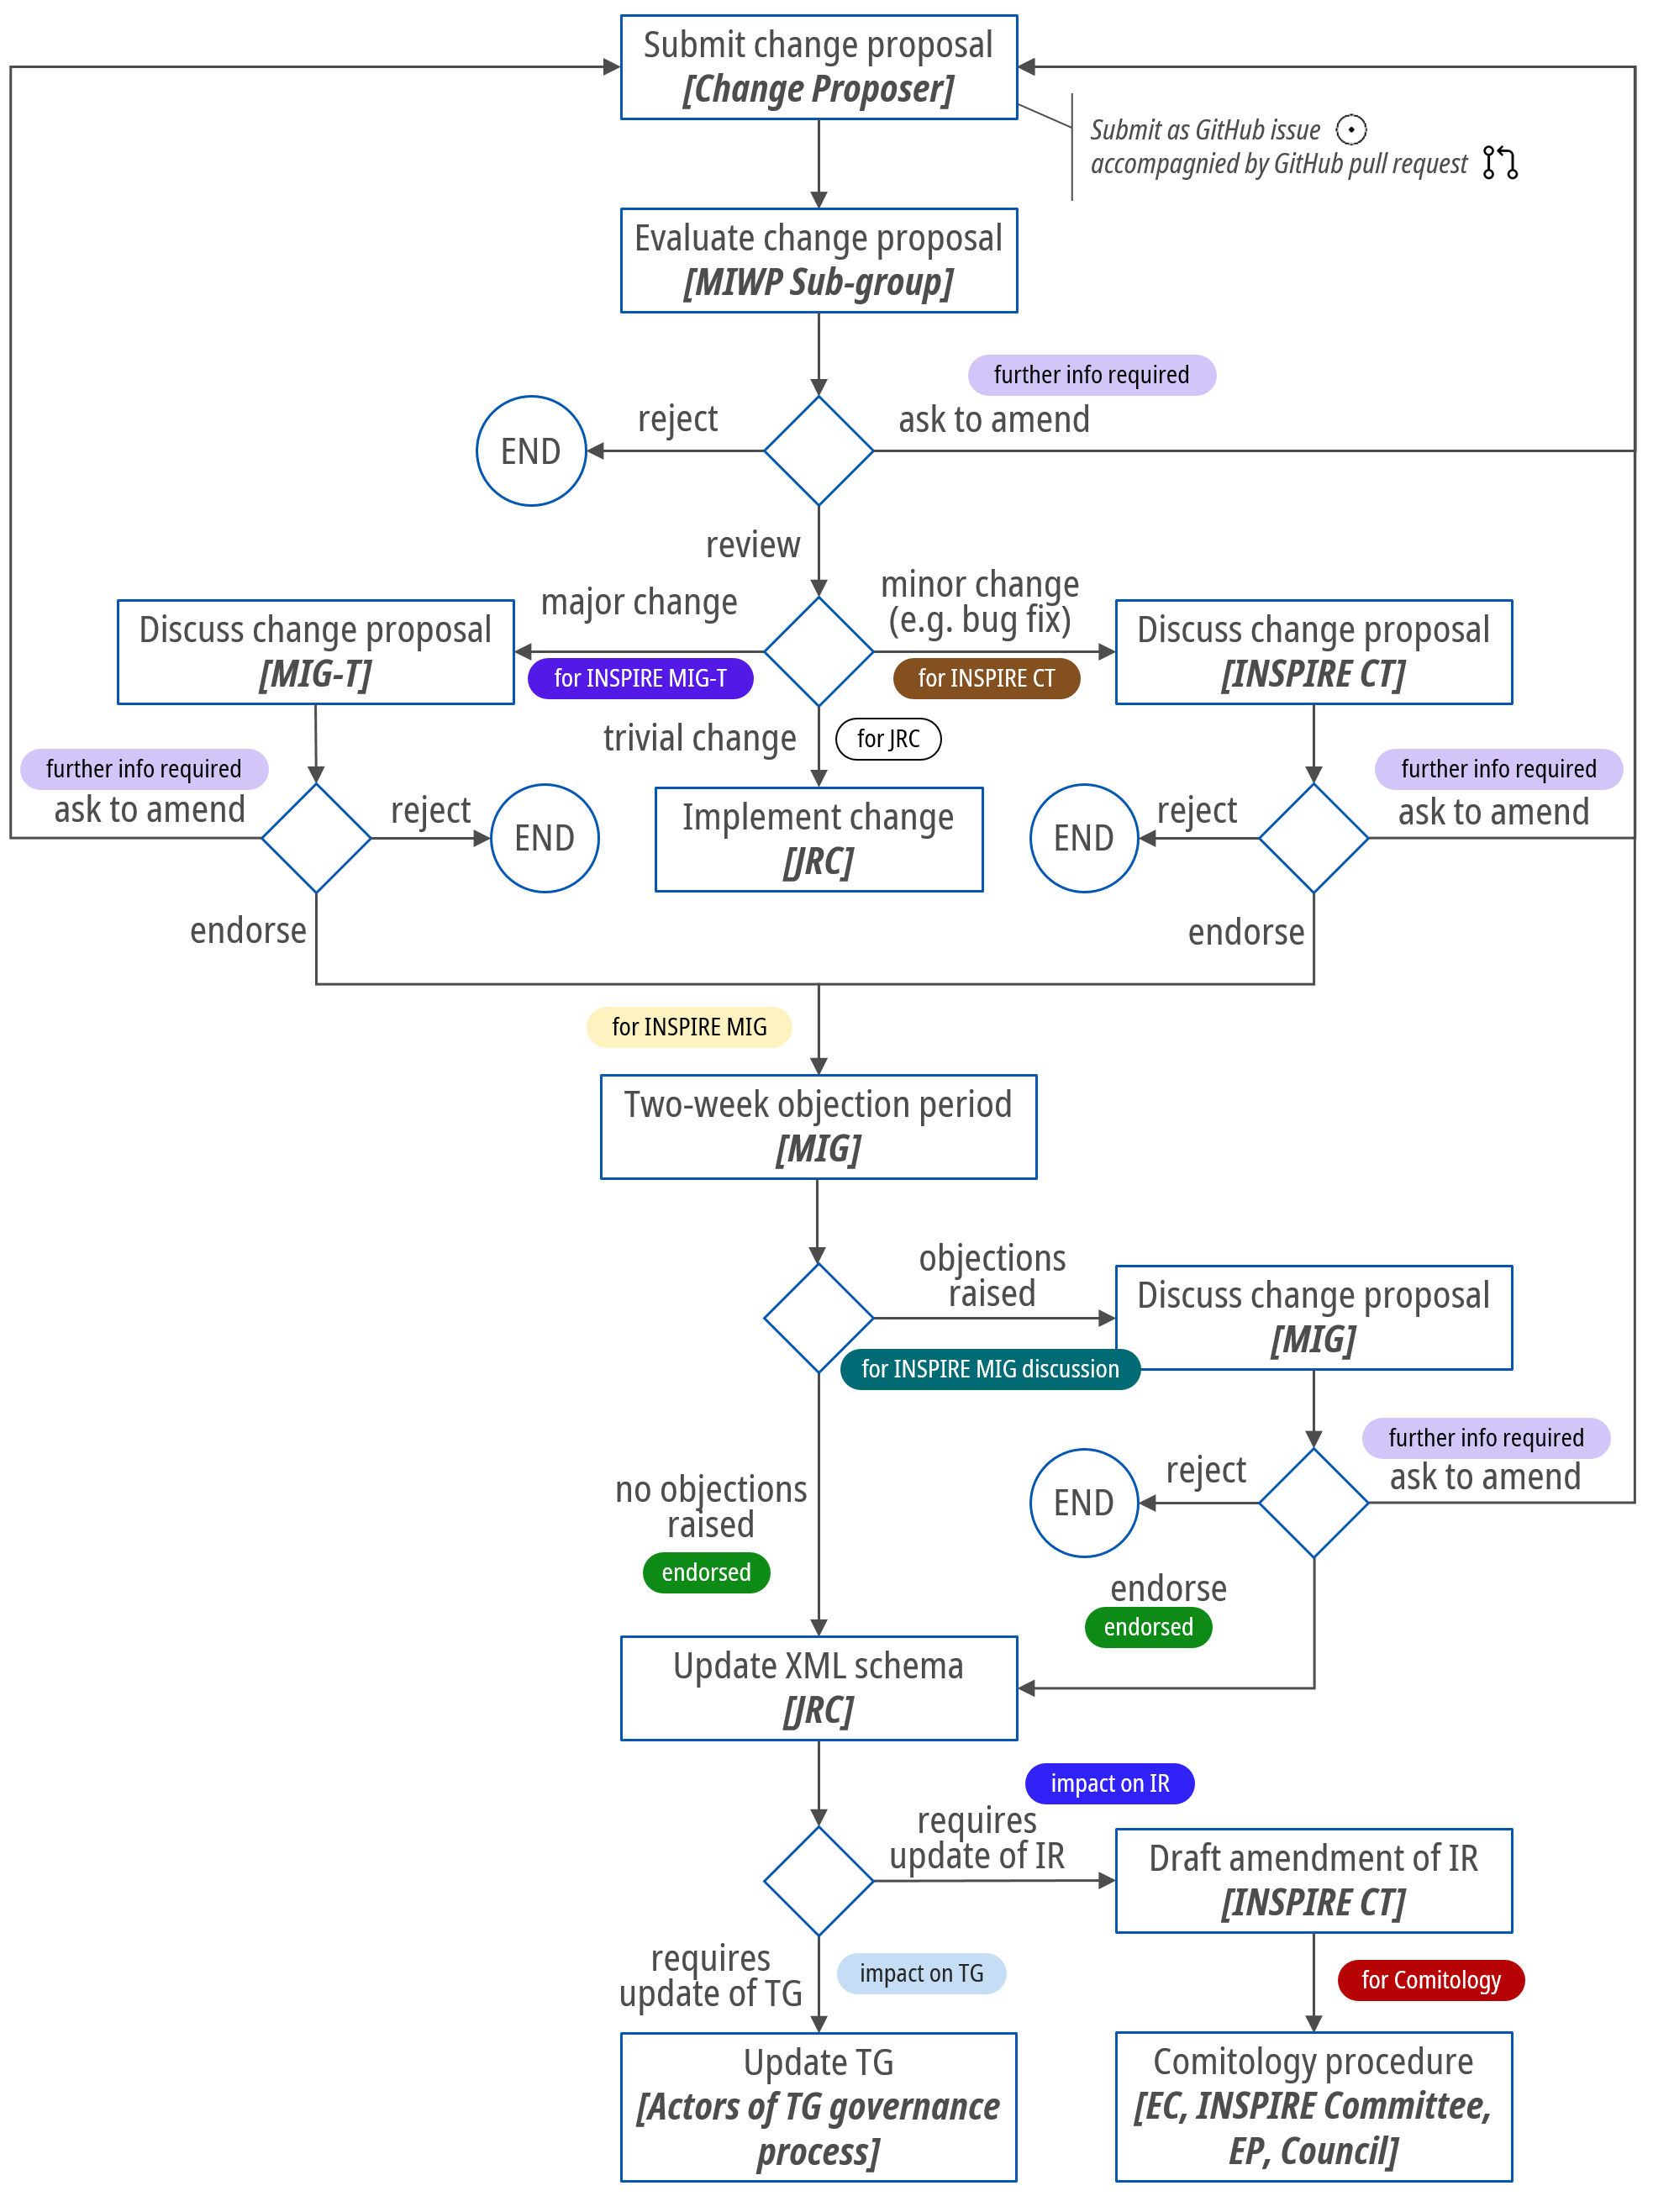 Submit change proposal
[Change Proposer]
Submit as GitHub issue
accompagnied by GitHub pull request
Evaluate change proposal
[MIWP Sub-group]
further info required
reject
ask to amend
END
review
major change
minor change
(e.g. bug fix)
Discuss change proposal
[MIG-T]
for INSPIRE MIG-T
for INSPIRE CT
Discuss change proposal
[INSPIRE CT]
trivial change
for JRC
further info required
ask to amend
reject
END
Implement change
[JRC]
END
reject
further info required
ask to amend
endorse
endorse
for INSPIRE MIG
Two-week objection period
[MIG]
objections
raised
Discuss change proposal
[MIG]
for INSPIRE MIG discussion
further info required
ask to amend
reject
END
no objections
raised
endorsed
endorse
endorsed
Update XML schema
[JRC]
impact on IR
requires
update of IR
Draft amendment of IR
[INSPIRE CT]
requires
update of TG
impact on TG
for Comitology
Update TG
[Actors of TG governance
process]
Comitology procedure
[EC, INSPIRE Committee,
EP, Council]